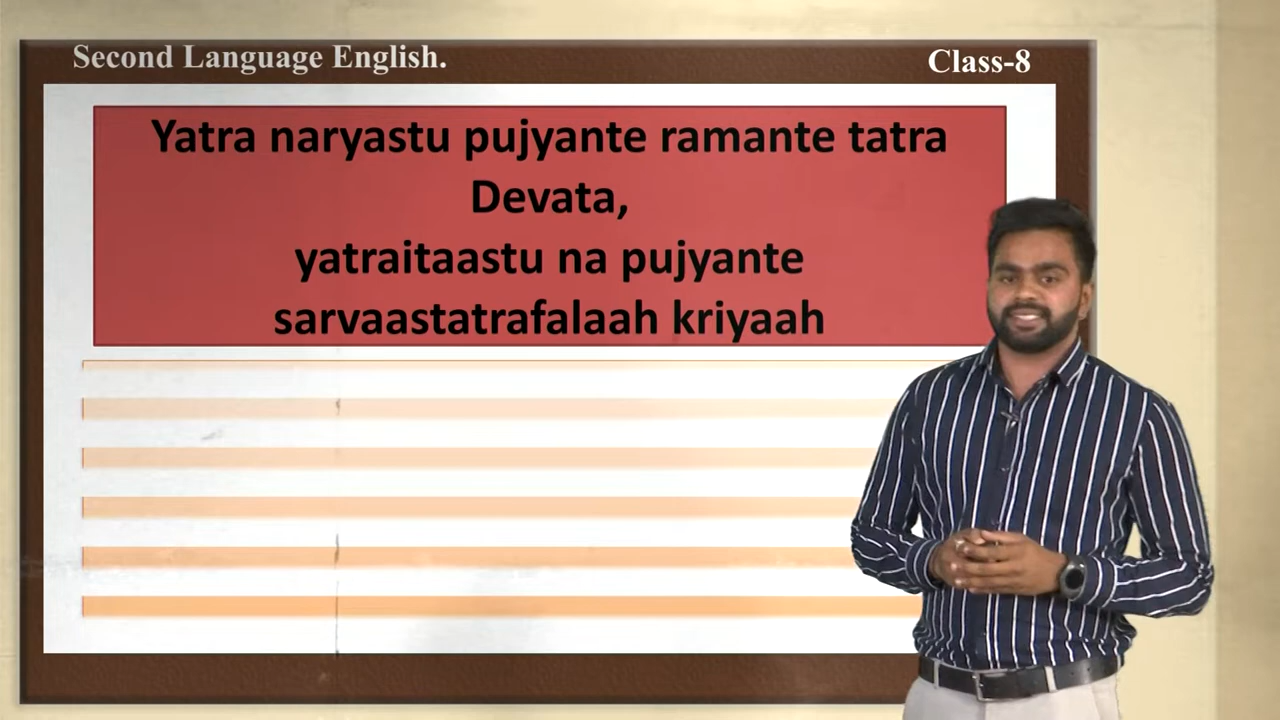 Second Language English.
Class-8
Yatra naryastu pujyante ramante tatra
Devata,
yatraitaastu na pujyante
sarvaastatrafalaah kriyaah